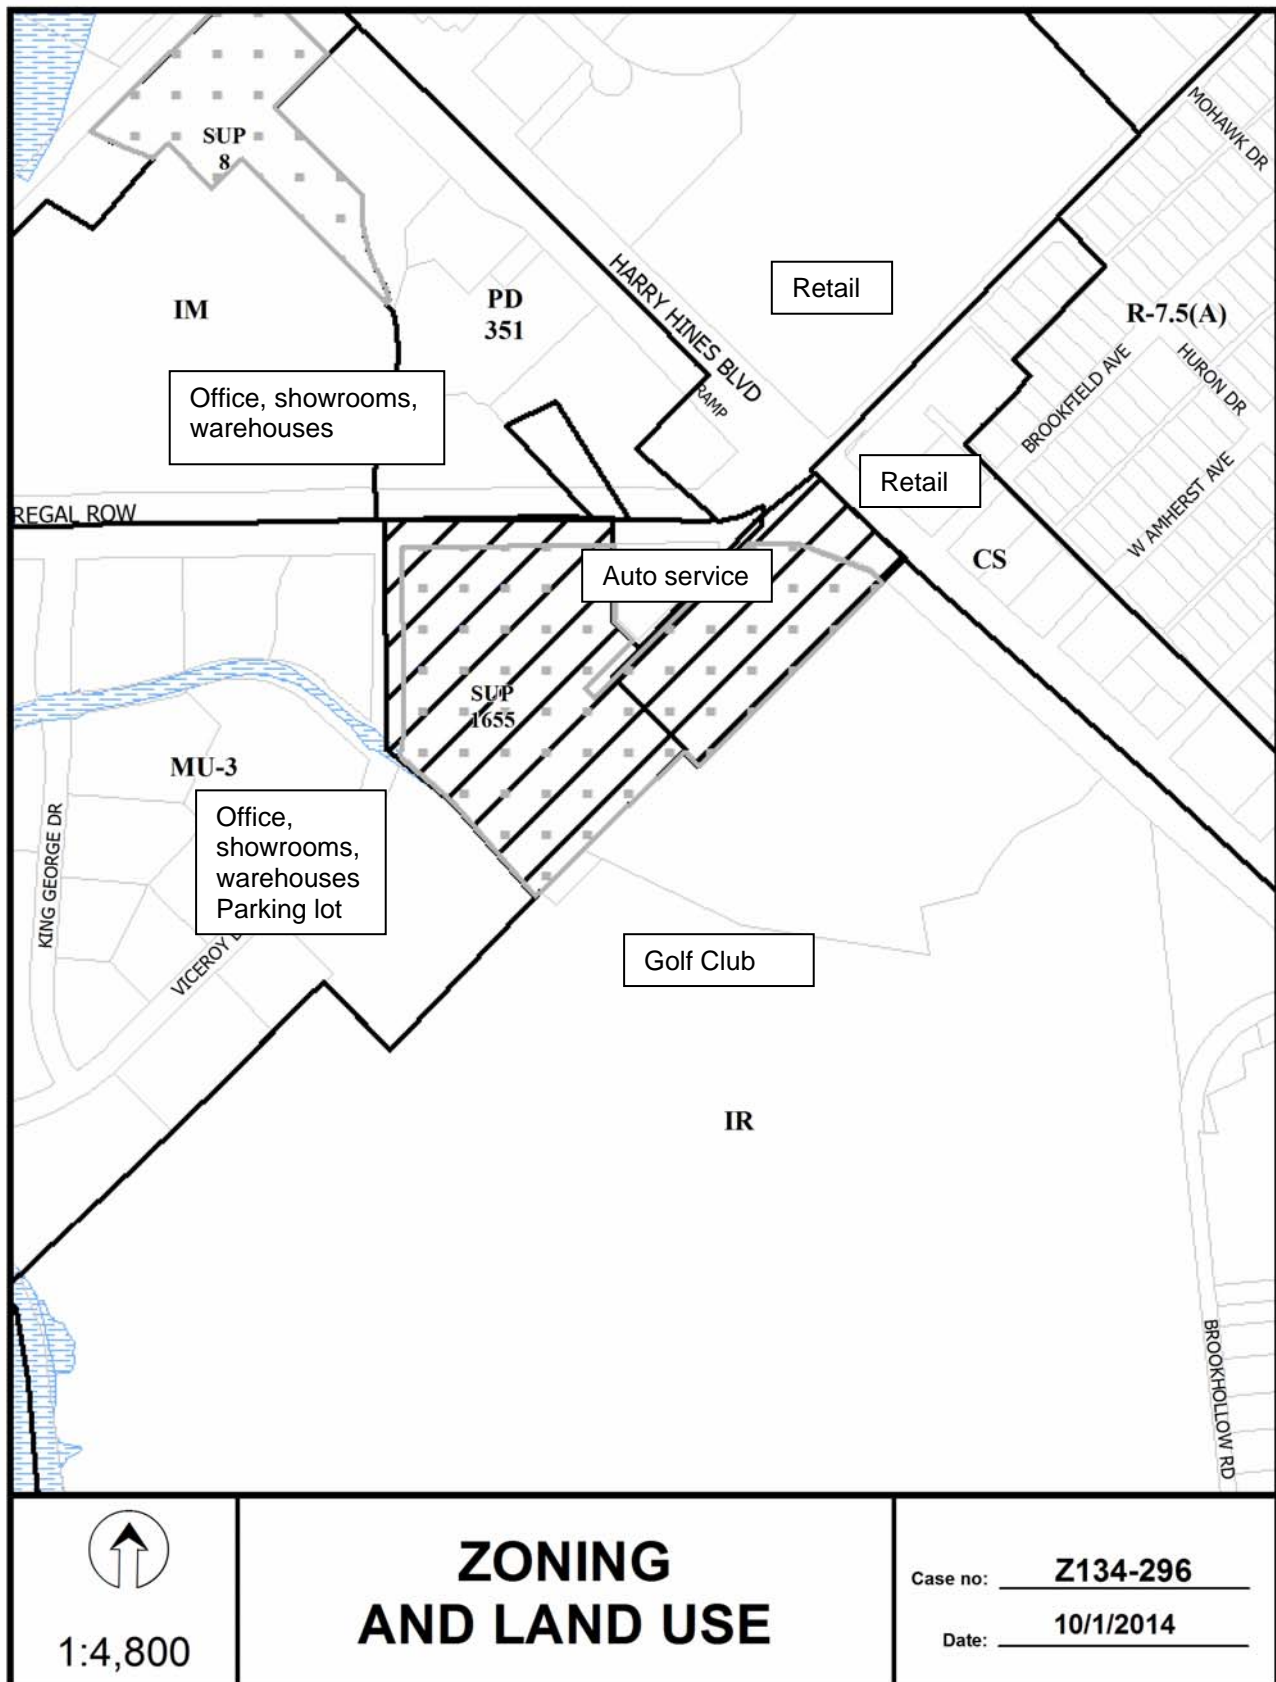 SUP
8
MOHAWK DR
HARRY HINES BLVD
Retail
IM
PD
351
R-7.5(A)
HURON DR
BROOKFIELD AVE
RAMP
Office, showrooms,
warehouses
Retail
W AMHERST AVE
REGAL ROW
CS
Auto service
SUP
1655
MU-3
Office,
showrooms,
warehouses
Parking lot
KING GEORGE DR
VICEROY
Golf Club
IR
BROOKHOLLOW RD
1:4,800
ZONING
AND LAND USE
Case no: Z134-296
Date: 10/1/2014